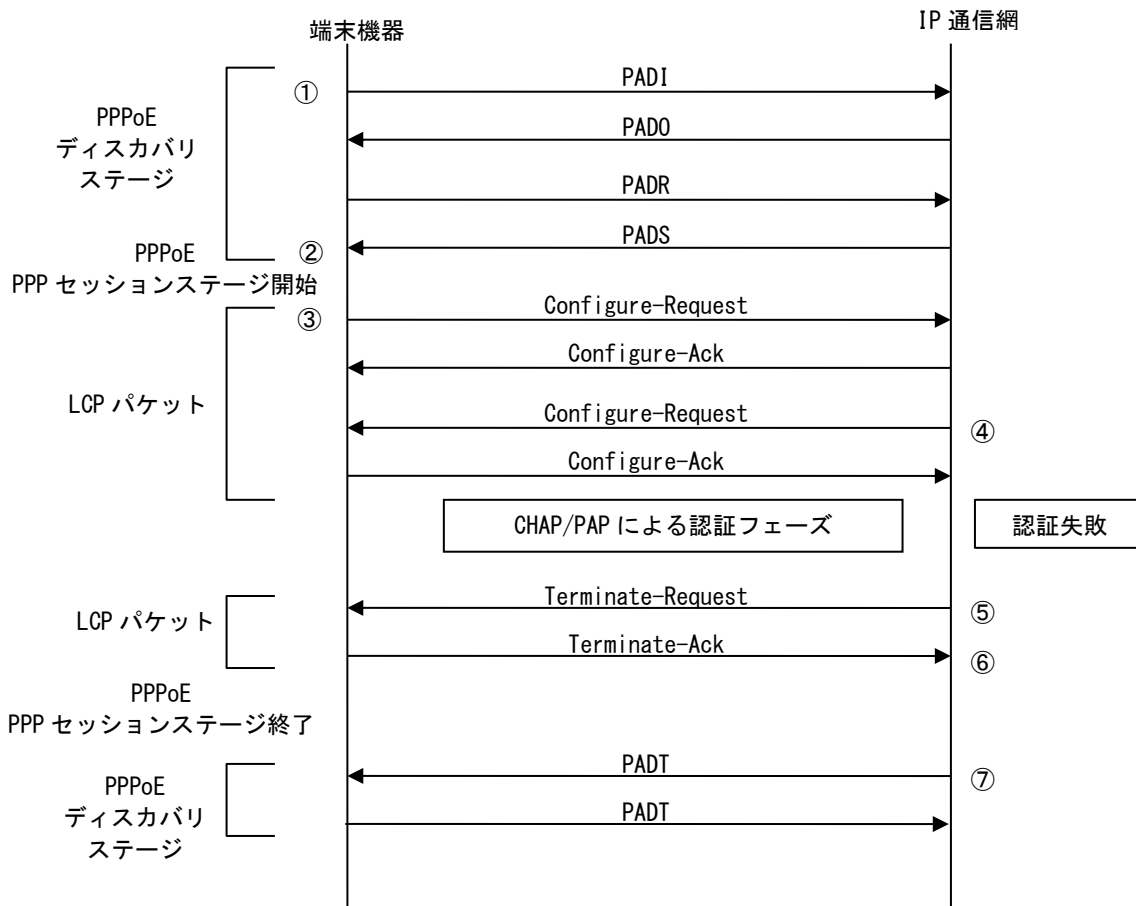 端末機器
IP 通信網
PPPoE
ディスカバリ
ステージ
①
PADI
PADO
PADR
PADS
②
PPPoE
PPP セッションステージ開始
LCP パケット
③
Configure-Request
Configure-Ack
Configure-Request
④
Configure-Ack
CHAP/PAP による認証フェーズ
認証失敗
LCP パケット
Terminate-Request
⑤
Terminate-Ack
⑥
PPPoE
PPP セッションステージ終了
PPPoE
ディスカバリ
ステージ
PADT
⑦
PADT